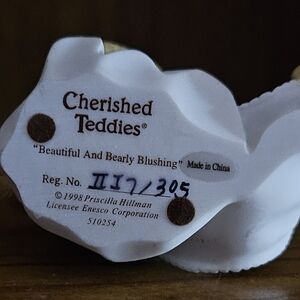 Cherished
Teddies®
"Beautiful And Bearly Blushing" Made in China
Reg. No. II I 7/305
©1998 Priscilla Hillman
Licensee Enesco Corporation
510254